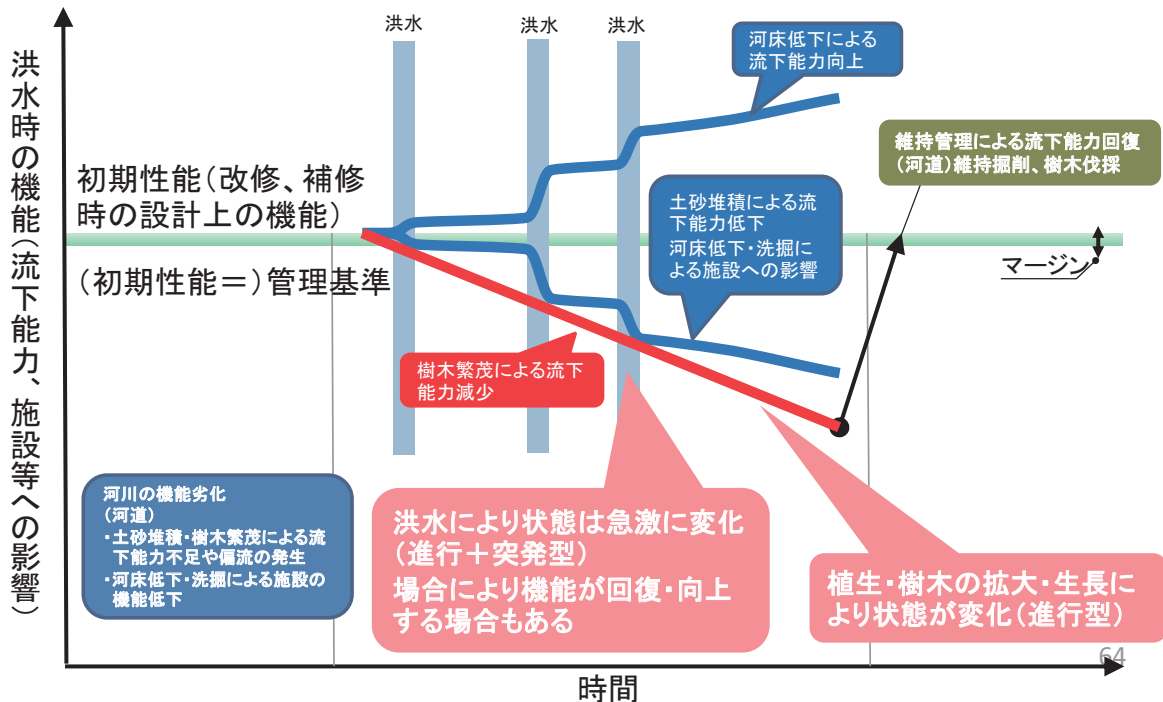 洪水時の機能（流下能力、施設等への影響）
洪水
洪水
洪水
河床低下による
流下能力向上
維持管理による流下能力回復
（河道）維持掘削、樹木伐採
初期性能（改修、補修
時の設計上の機能）
土砂堆積による流
下能力低下
河床低下・洗掘に
よる施設への影響
（初期性能＝）管理基準
マージン
樹木繁茂による流下
能力減少
河川の機能劣化
（河道）
・土砂堆積・樹木繁茂による流
下能力不足や偏流の発生
・河床低下・洗掘による施設の
機能低下
洪水により状態は急激に変化
（進行＋突発型）
場合により機能が回復・向上
する場合もある
植生・樹木の拡大・生長に
より状態が変化（進行型）
64
時間